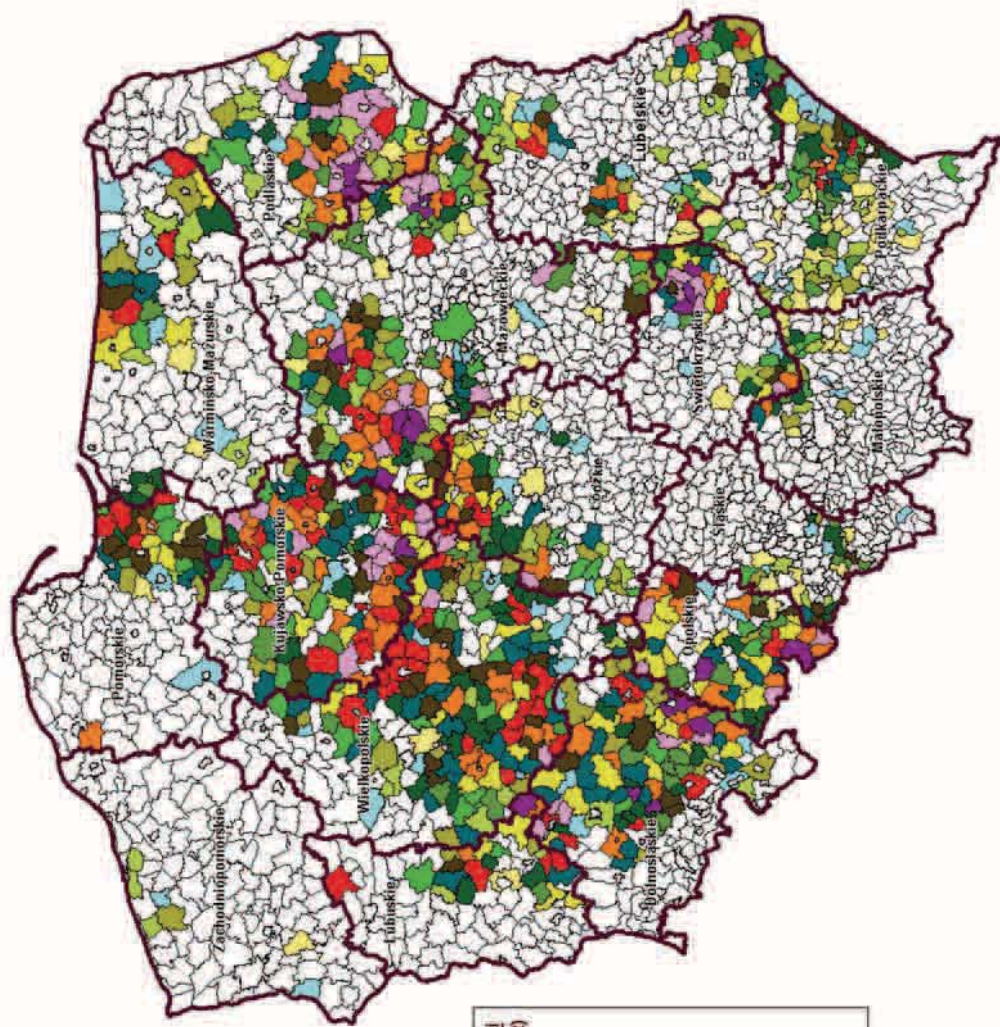 Pomorskie
Zachodniopomorskie
Warmińsko-Mazurskie
Podlaskie
Kujawsko-Pomorskie
Wielkopolskie
Lubuskie
Mazowieckie
Łódzkie
Lubelskie
Dolnośląskie
Opolskie
Śląskie
Świętokrzyskie
Małopolskie
Podkarpackie